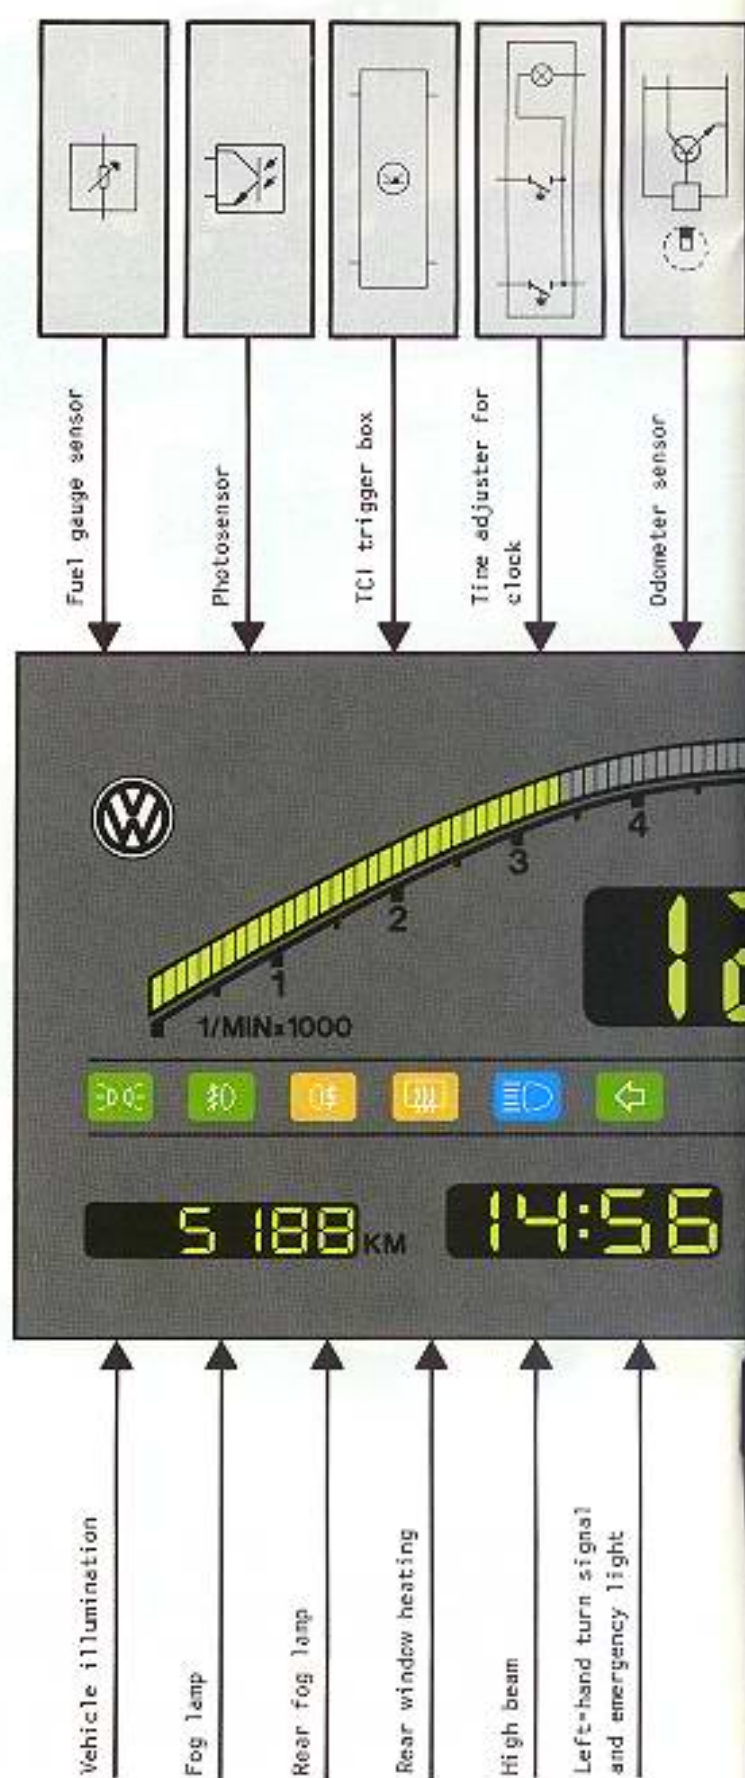 Fuel gauge sensor
Photosensor
TCI trigger box
Time adjuster for
clock
Odometer sensor
VW
4
3
2
1
1/MIN x 1000
5188 KM
14:56
Vehicle illumination
Fog lamp
Rear fog lamp
Rear window heating
High beam
Left-hand turn signal
and emergency light